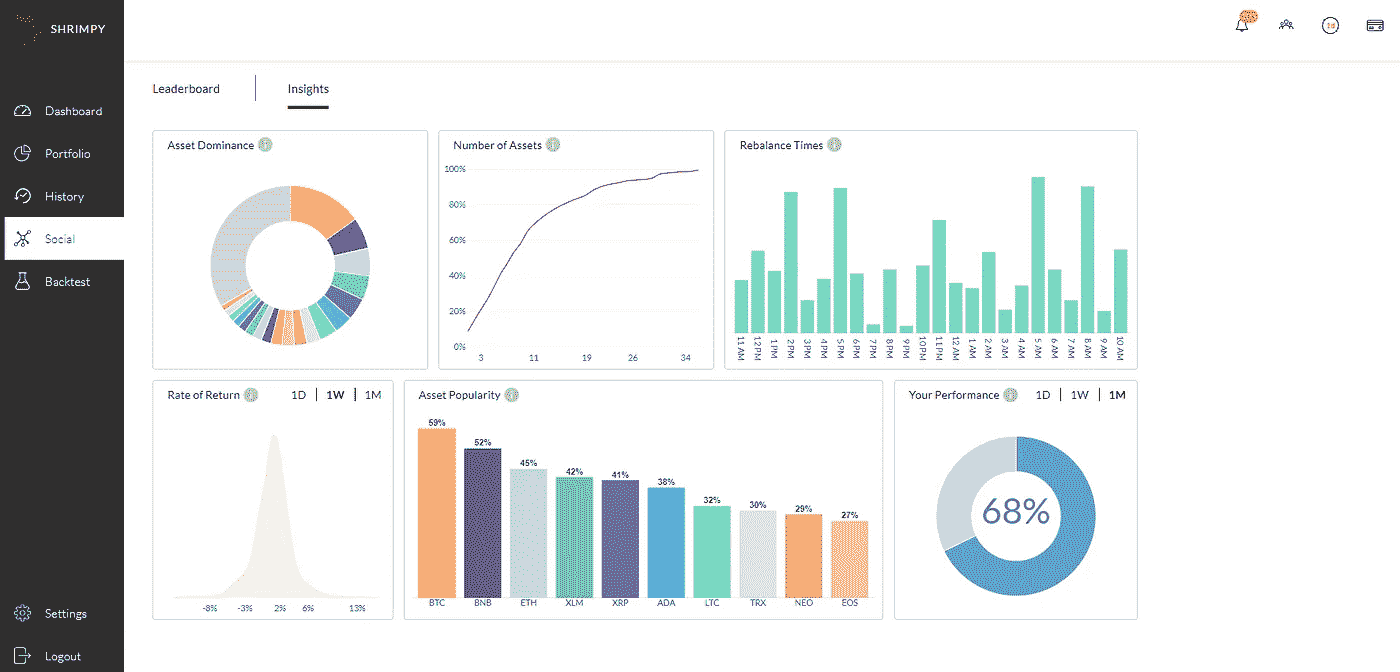 SHRIMPY
Dashboard
Portfolio
History
Social
Backtest
Settings
Logout
Leaderboard
Insights
Asset Dominance
Number of Assets
100%
80%
60%
40%
20%
0%
3 11 19 26 34
Rebalance Times
11 AM 12 PM 1 PM 2 PM 3 PM 4 PM 5 PM 6 PM 7 PM 8 PM 9 PM 10 PM 11 PM 12 AM 1 AM 2 AM 3 AM 4 AM 5 AM 6 AM 7 AM 8 AM 9 AM 10 AM
Rate of Return 1D | 1W | 1M
-8% -3% 2% 6% 13%
Asset Popularity
59% 52% 45% 42% 41% 38% 32% 30% 29% 27%
BTC BNB ETH XLM XRP ADA LTC TRX NEO EOS
Your Performance 1D | 1W | 1M
68%